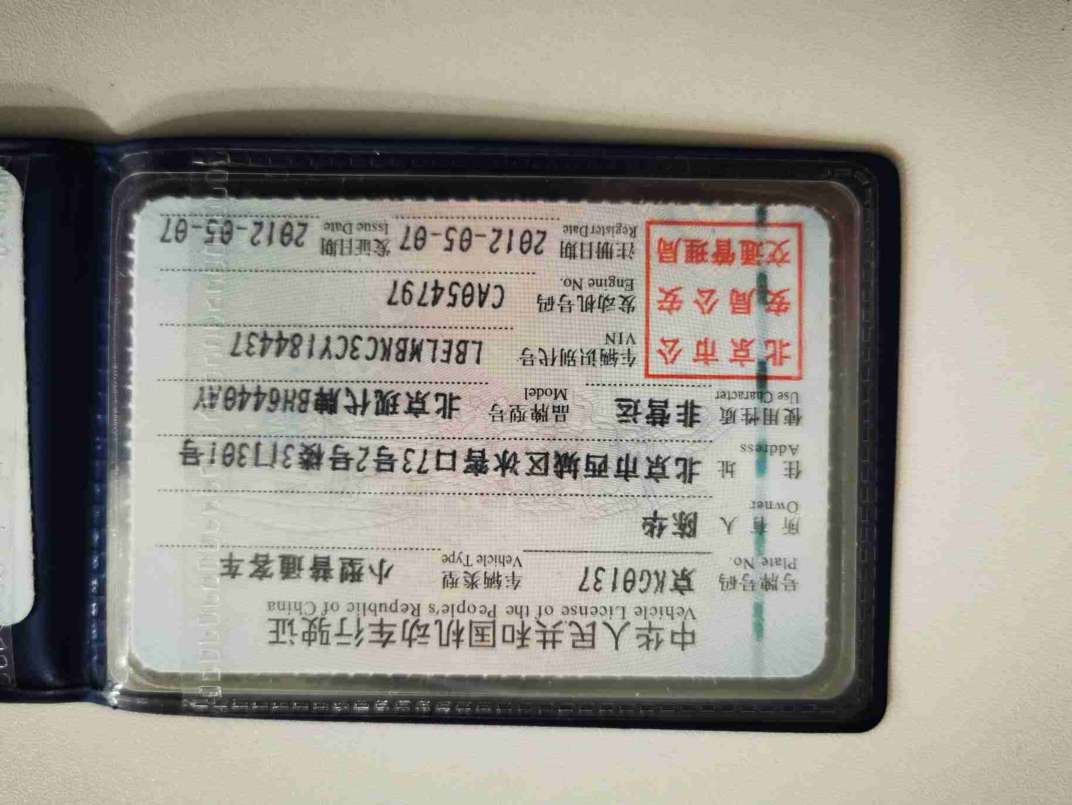 中华人民共和国机动车行驶证
Vehicle License of the People's Republic of China
号牌号码 Plate No. 京KG0137 车辆类型 Vehicle Type 小型普通客车
所有人 Owner 陈华
住址 Address 北京市西城区冰窖口73号2号楼3门1301号
使用性质 Use Character 非营运 品牌型号 Model 北京现代牌BH6440AY
北京市公
安局公安
交通管理局
车辆识别代号 VIN LBELMBKC3CY184437
发动机号码 Engine No. CA054797
注册日期 Register Date 2012-05-07 发证日期 Issue Date 2012-05-07